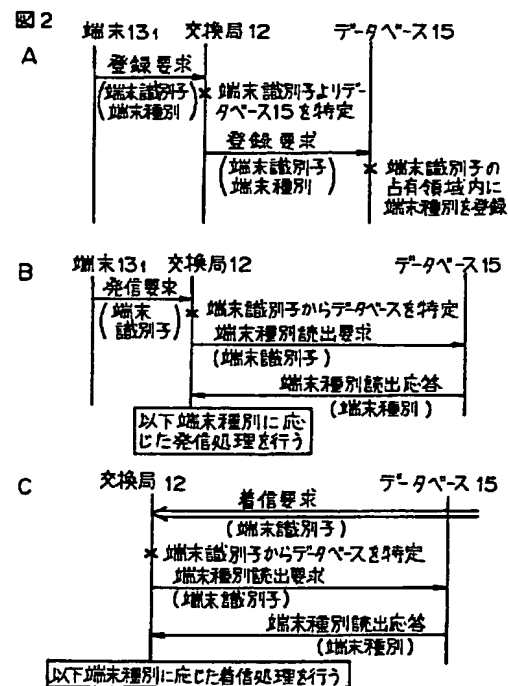 図2
A
端末13₁ 交換局12 データベース15
登録要求
(端末識別子
端末種別)
端末識別子よりデー
タベース15を特定
登録要求
(端末識別子
端末種別)
端末識別子の
占有領域内に
端末種別を登録
B
端末13₁ 交換局12 データベース15
発信要求
(端末
識別子)
端末識別子からデータベースを特定
端末種別読出要求
(端末識別子)
端末種別読出応答
(端末種別)
以下端末種別に応
じた発信処理を行う
C
交換局12 データベース15
着信要求
(端末識別子)
端末識別子からデータベースを特定
端末種別読出要求
(端末識別子)
端末種別読出応答
(端末種別)
以下端末種別に応じた着信処理を行う